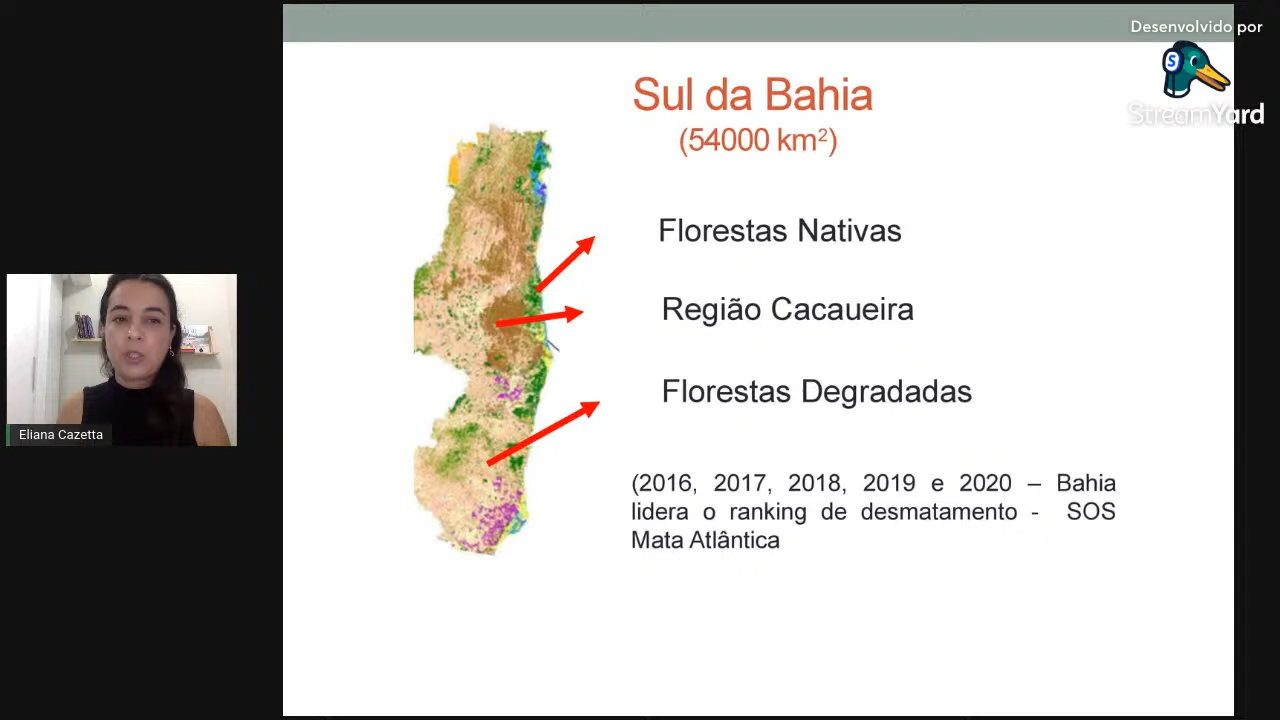 Desenvolvido por
StreamYard
Sul da Bahia
(54000 km²)
Florestas Nativas
Região Cacaueira
Florestas Degradadas
Eliana Cazetta
(2016, 2017, 2018, 2019 e 2020 – Bahia
lidera o ranking de desmatamento - SOS
Mata Atlântica